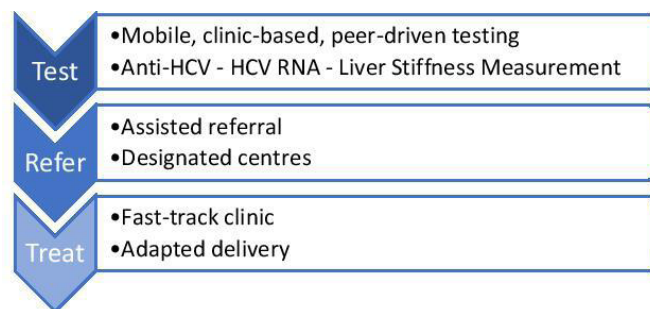 Test
•Mobile, clinic-based, peer-driven testing
•Anti-HCV - HCV RNA - Liver Stiffness Measurement
Refer
•Assisted referral
•Designated centres
Treat
•Fast-track clinic
•Adapted delivery